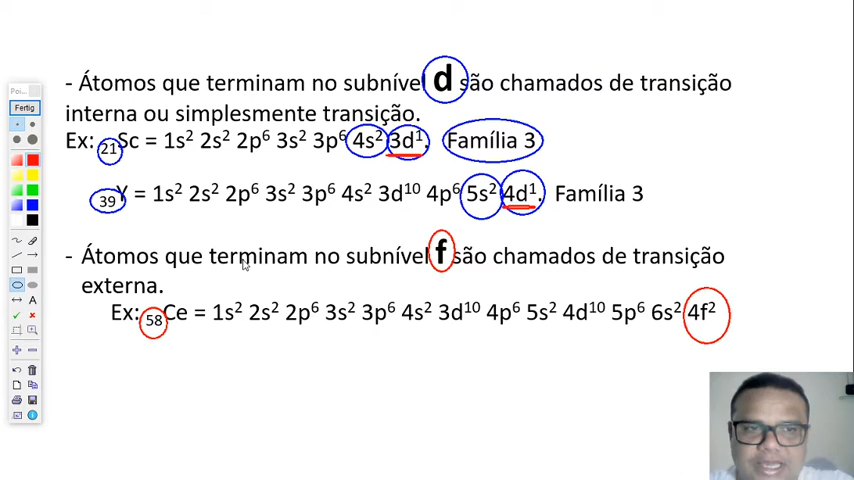 - Átomos que terminam no subnível d são chamados de transição
interna ou simplesmente transição.
Ex: ₂₁Sc = 1s² 2s² 2p⁶ 3s² 3p⁶ 4s² 3d¹. Família 3
₃₉Y = 1s² 2s² 2p⁶ 3s² 3p⁶ 4s² 3d¹⁰ 4p⁶ 5s² 4d¹. Família 3
- Átomos que terminam no subnível f são chamados de transição
externa.
Ex: ₅₈Ce = 1s² 2s² 2p⁶ 3s² 3p⁶ 4s² 3d¹⁰ 4p⁶ 5s² 4d¹⁰ 5p⁶ 6s² 4f²
Fertig
A